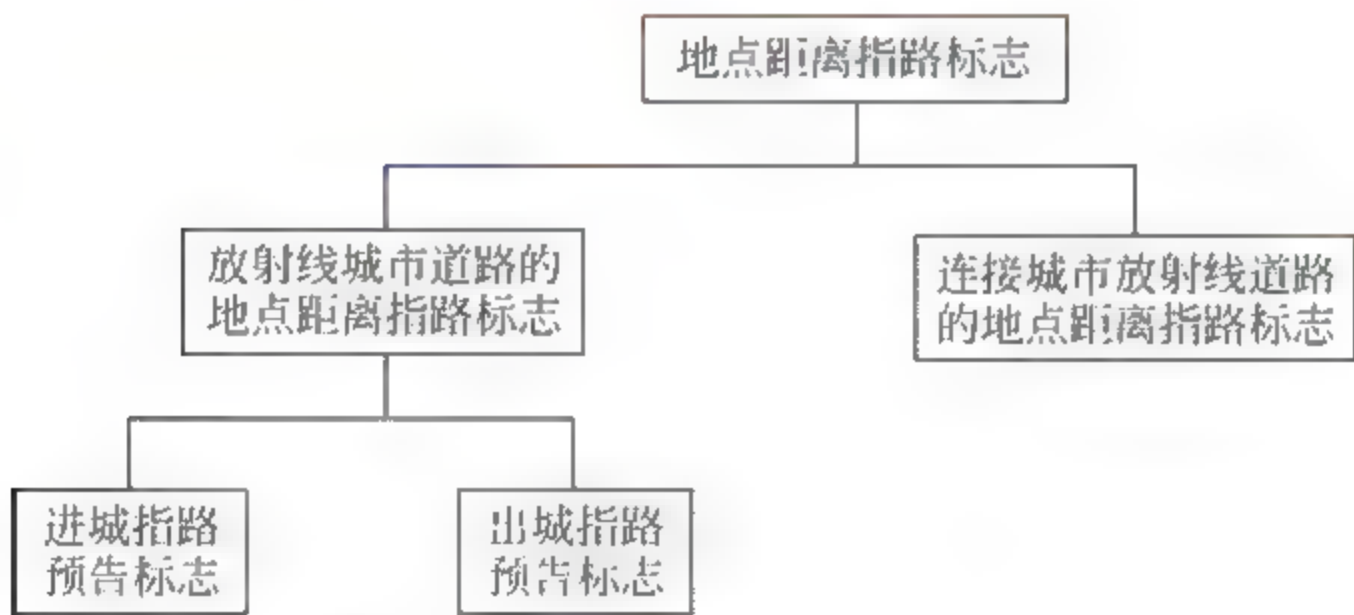 地点距离指路标志
放射线城市道路的
地点距离指路标志
连接城市放射线道路
的地点距离指路标志
进城指路
预告标志
出城指路
预告标志